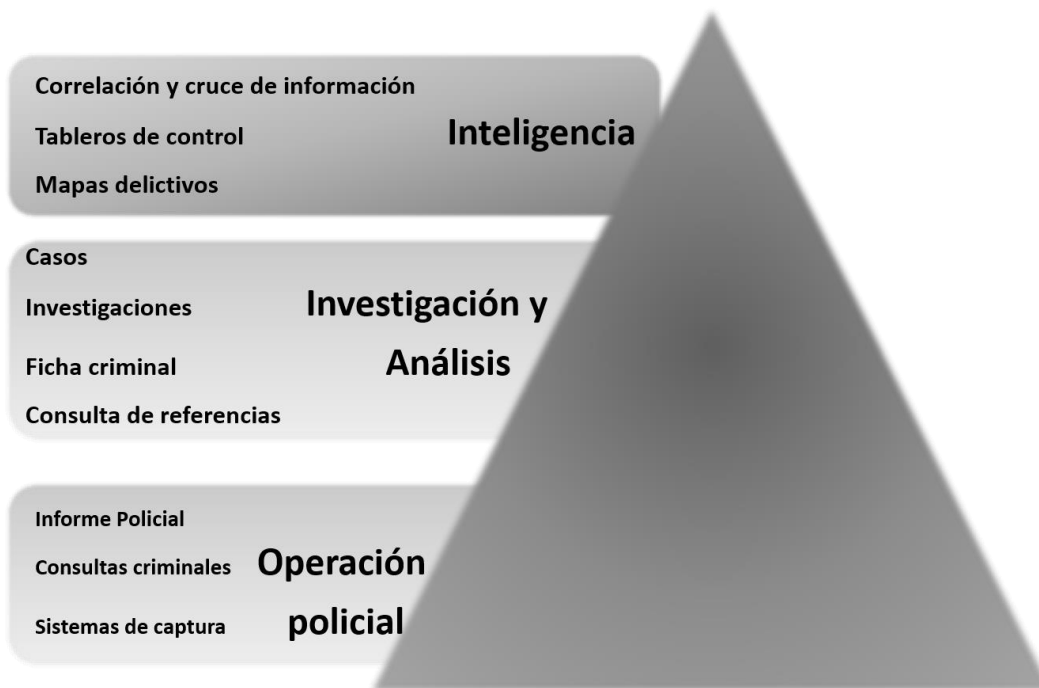 Correlación y cruce de información
Tableros de control
Inteligencia
Mapas delictivos
Casos
Investigaciones
Investigación y
Ficha criminal
Análisis
Consulta de referencias
Informe Policial
Consultas criminales
Operación
Sistemas de captura
policial